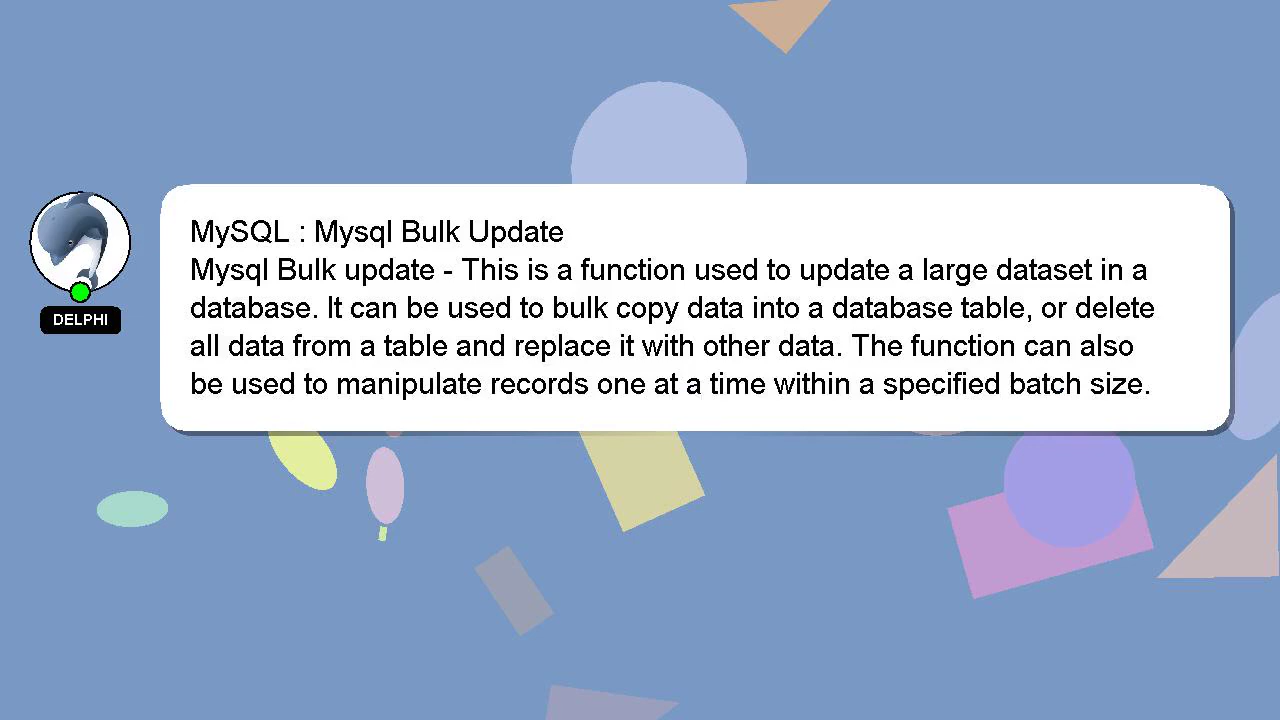 MySQL : Mysql Bulk Update
Mysql Bulk update - This is a function used to update a large dataset in a
database. It can be used to bulk copy data into a database table, or delete
all data from a table and replace it with other data. The function can also
be used to manipulate records one at a time within a specified batch size.
DELPHI